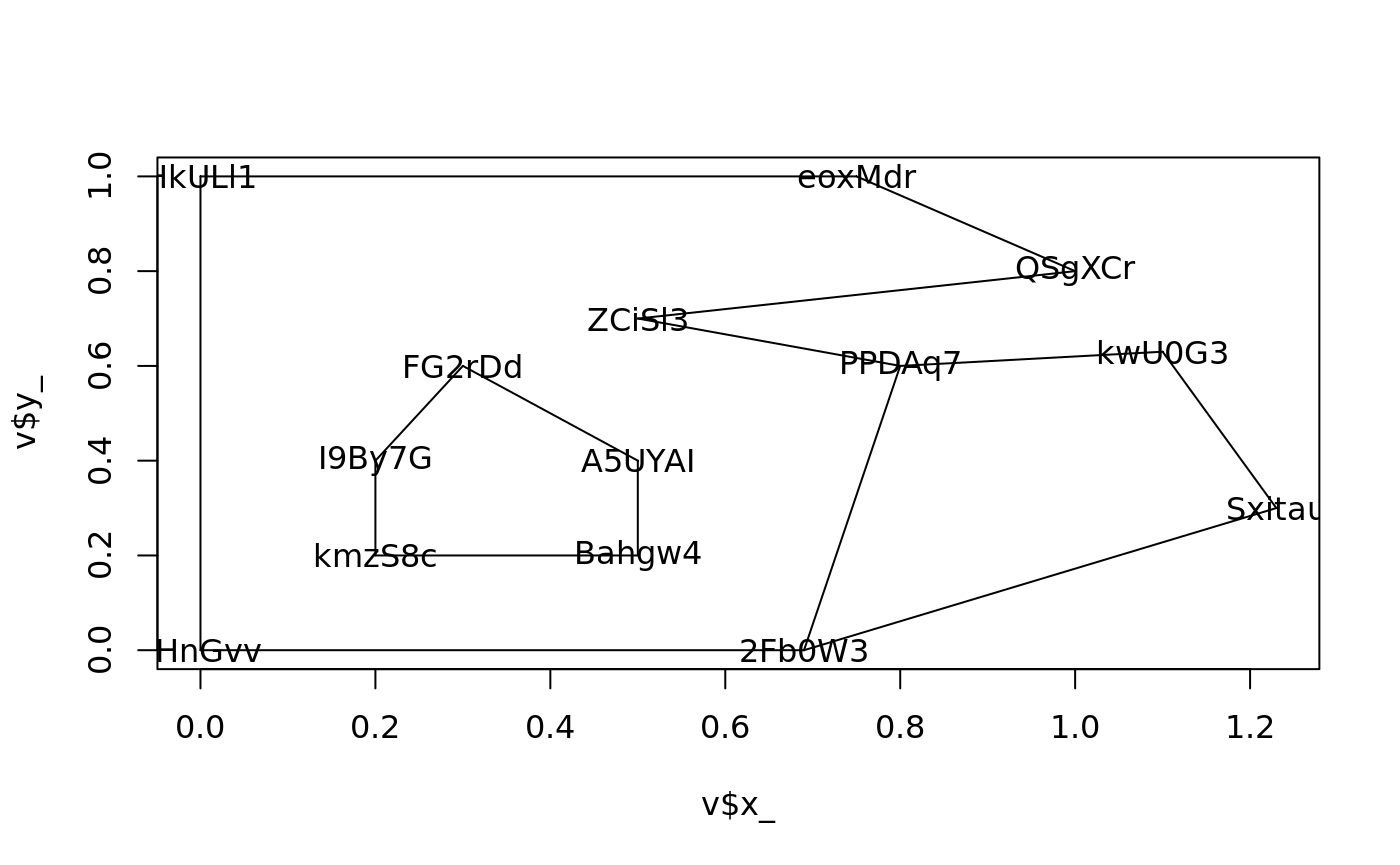 IkULl1 eoxMdr
QSgXCr
ZCiSl3
PPDAq7 kwU0G3
FG2rDd
I9By7G A5UYAI
Sxitau
kmzS8c Bahgw4
HnGvv 2Fb0W3
1.0
0.8
0.6
0.4
0.2
0.0
v$y_
0.0 0.2 0.4 0.6 0.8 1.0 1.2
v$x_